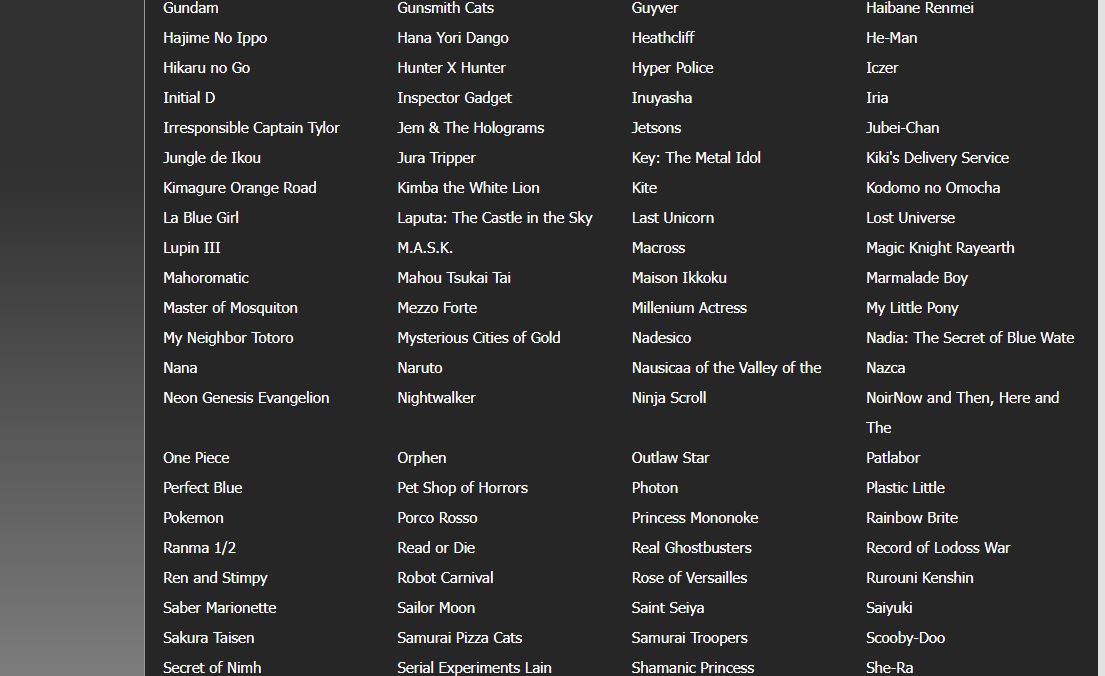 Gundam Gunsmith Cats Guyver Haibane Renmei
Hajime No Ippo Hana Yori Dango Heathcliff He-Man
Hikaru no Go Hunter X Hunter Hyper Police Iczer
Initial D Inspector Gadget Inuyasha Iria
Irresponsible Captain Tylor Jem & The Holograms Jetsons Jubei-Chan
Jungle de Ikou Jura Tripper Key: The Metal Idol Kiki's Delivery Service
Kimagure Orange Road Kimba the White Lion Kite Kodomo no Omocha
La Blue Girl Laputa: The Castle in the Sky Last Unicorn Lost Universe
Lupin III M.A.S.K. Macross Magic Knight Rayearth
Mahoromatic Mahou Tsukai Tai Maison Ikkoku Marmalade Boy
Master of Mosquiton Mezzo Forte Millenium Actress My Little Pony
My Neighbor Totoro Mysterious Cities of Gold Nadesico Nadia: The Secret of Blue Wate
Nana Naruto Nausicaa of the Valley of the Nazca
Neon Genesis Evangelion Nightwalker Ninja Scroll NoirNow and Then, Here and
The
One Piece Orphen Outlaw Star Patlabor
Perfect Blue Pet Shop of Horrors Photon Plastic Little
Pokemon Porco Rosso Princess Mononoke Rainbow Brite
Ranma 1/2 Read or Die Real Ghostbusters Record of Lodoss War
Ren and Stimpy Robot Carnival Rose of Versailles Rurouni Kenshin
Saber Marionette Sailor Moon Saint Seiya Saiyuki
Sakura Taisen Samurai Pizza Cats Samurai Troopers Scooby-Doo
Secret of Nimh Serial Experiments Lain Shamanic Princess She-Ra